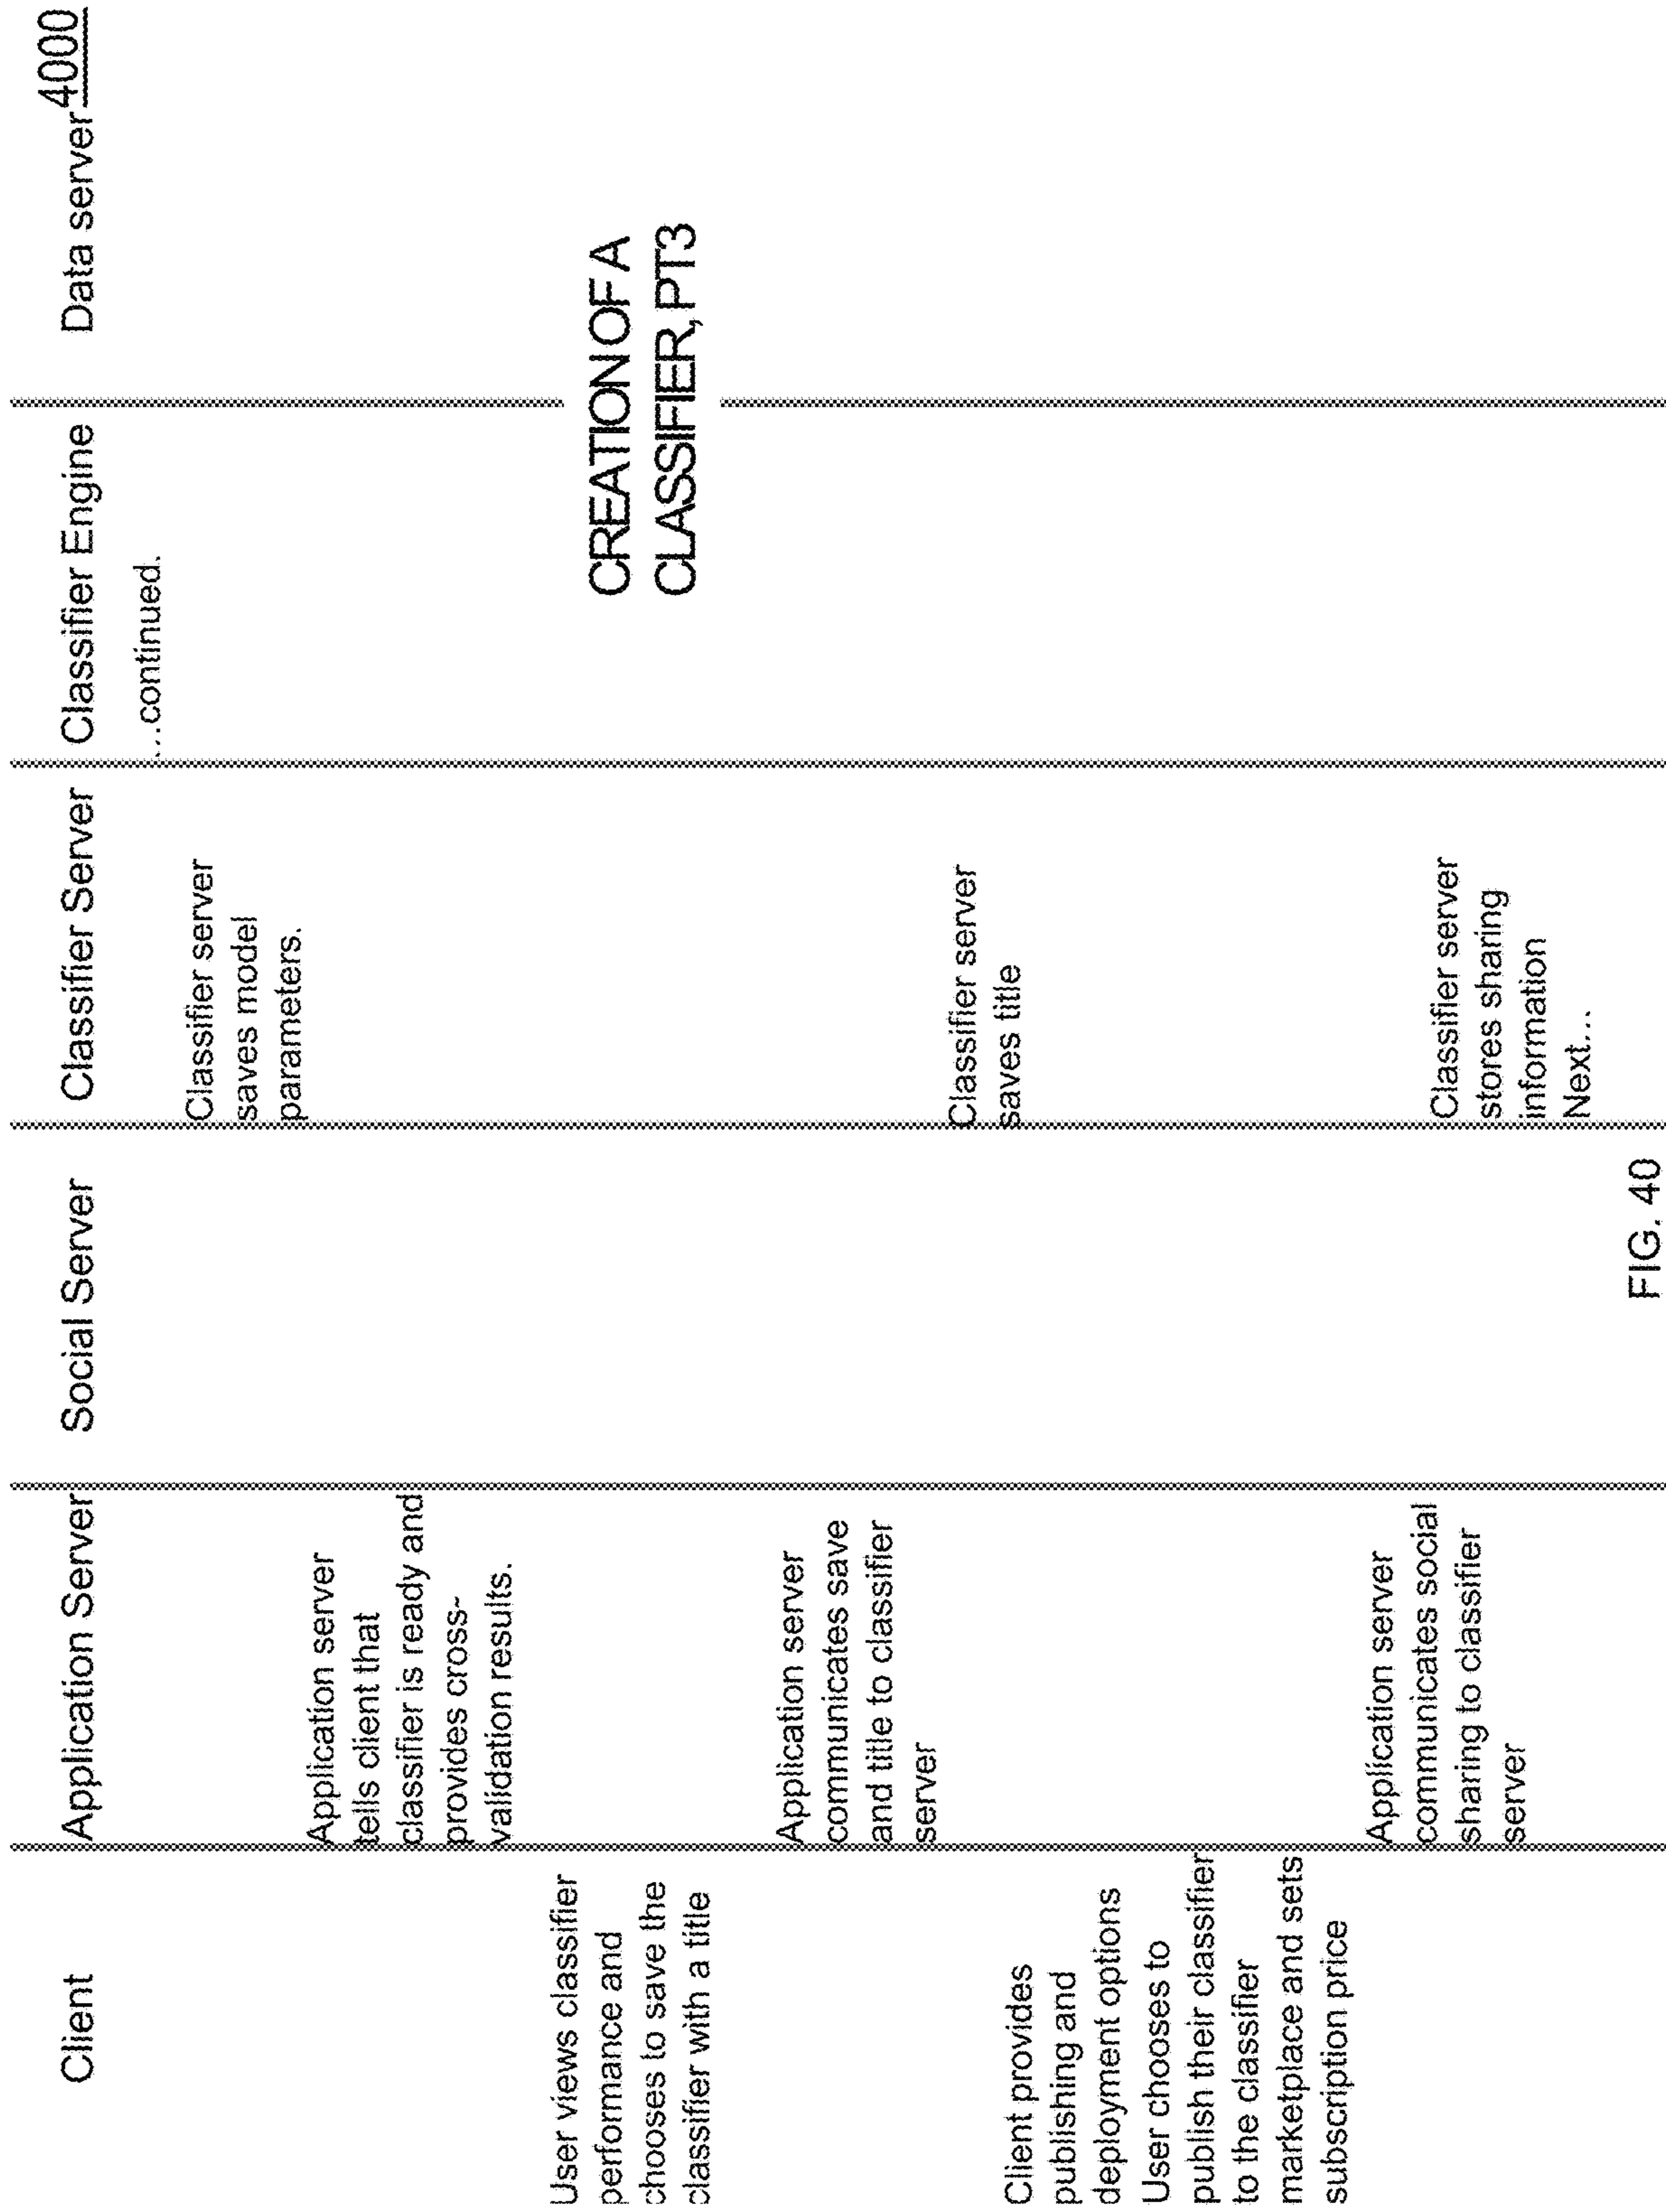 4000
Client
Application Server
Social Server
Classifier Server
Classifier Engine
Data server
...continued.
Classifier server
saves model
parameters.
Application server
tells client that
classifier is ready and
provides cross-
validation results.
User views classifier
performance and
chooses to save the
classifier with a title
CREATION OF A
CLASSIFIER, PT3
Application server
communicates save
and title to classifier
server
Classifier server
saves title
Client provides
publishing and
deployment options
User chooses to
publish their classifier
to the classifier
marketplace and sets
subscription price
Application server
communicates social
sharing to classifier
server
Classifier server
stores sharing
information
Next...
FIG. 40